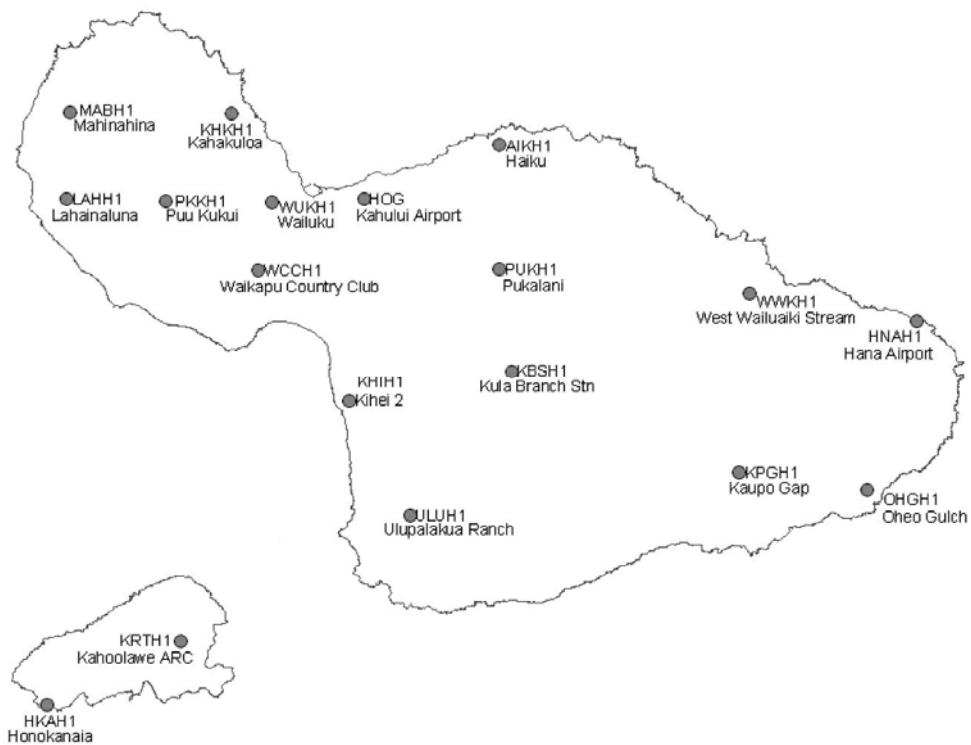 MABH1
Mahinahina
KHKH1
Kahakuloa
AIKH1
Haiku
LAHH1
Lahainaluna
PKKH1
Puu Kukui
WUKH1
Wailuku
HOG
Kahului Airport
WCCH1
Waikapu Country Club
PUKH1
Pukalani
WWKH1
West Wailuaiki Stream
HNAH1
Hana Airport
KHIH1
Kihei 2
KBSH1
Kula Branch Stn
KPGH1
Kaupo Gap
OHGH1
Oheo Gulch
ULUH1
Ulupalakua Ranch
KRTH1
Kahoolawe ARC
HKAH1
Honokanaia